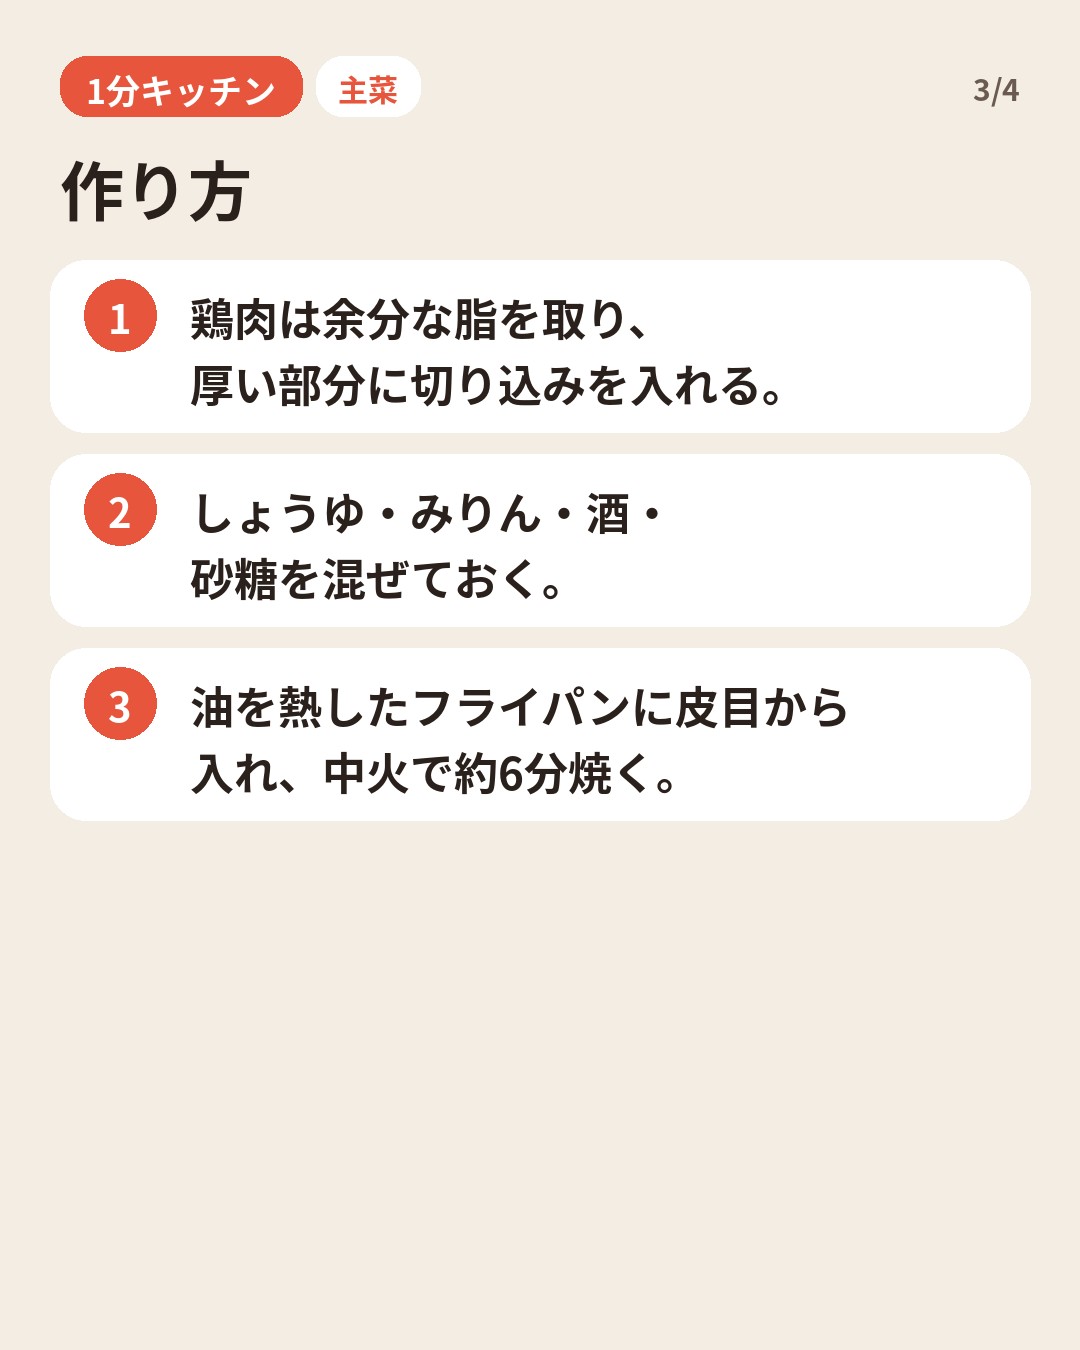 1分キッチン 主菜 3/4
作り方
1 鶏肉は余分な脂を取り、
厚い部分に切り込みを入れる。
2 しょうゆ・みりん・酒・
砂糖を混ぜておく。
3 油を熱したフライパンに皮目から
入れ、中火で約6分焼く。